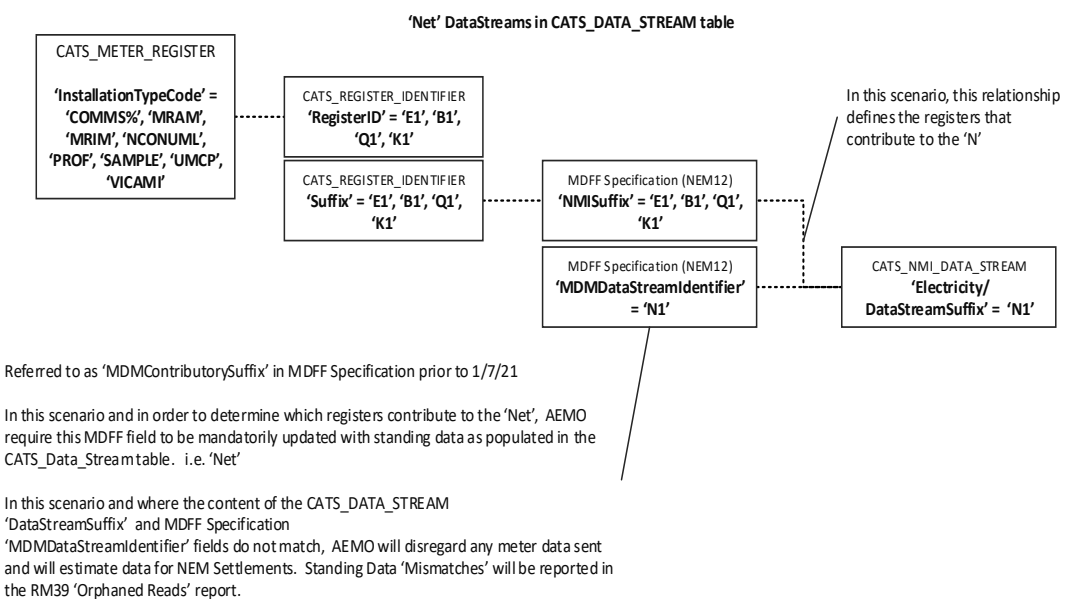 ‘Net’ DataStreams in CATS_DATA_STREAM table
CATS_METER_REGISTER
‘InstallationTypeCode’ =
‘COMMS%’, ‘MRAM’,
‘MRIM’, ‘NCONUML’,
‘PROF’, ‘SAMPLE’, ‘UMCP’,
‘VICAMI’
CATS_REGISTER_IDENTIFIER
‘RegisterID’ = ‘E1’, ‘B1’,
‘Q1’, ‘K1’
CATS_REGISTER_IDENTIFIER
‘Suffix’ = ‘E1’, ‘B1’, ‘Q1’,
‘K1’
MDFF Specification (NEM12)
‘NMISuffix’ = ‘E1’, ‘B1’, ‘Q1’,
‘K1’
MDFF Specification (NEM12)
‘MDMDataStreamIdentifier’
= ‘N1’
In this scenario, this relationship
defines the registers that
contribute to the ‘N’
CATS_NMI_DATA_STREAM
‘Electricity/
DataStreamSuffix’ = ‘N1’
Referred to as ‘MDMContributorySuffix’ in MDFF Specification prior to 1/7/21
In this scenario and in order to determine which registers contribute to the ‘Net’, AEMO
require this MDFF field to be mandatorily updated with standing data as populated in the
CATS_Data_Stream table. i.e. ‘Net’
In this scenario and where the content of the CATS_DATA_STREAM
‘DataStreamSuffix’ and MDFF Specification
‘MDMDataStreamIdentifier’ fields do not match, AEMO will disregard any meter data sent
and will estimate data for NEM Settlements. Standing Data ‘Mismatches’ will be reported in
the RM39 ‘Orphaned Reads’ report.